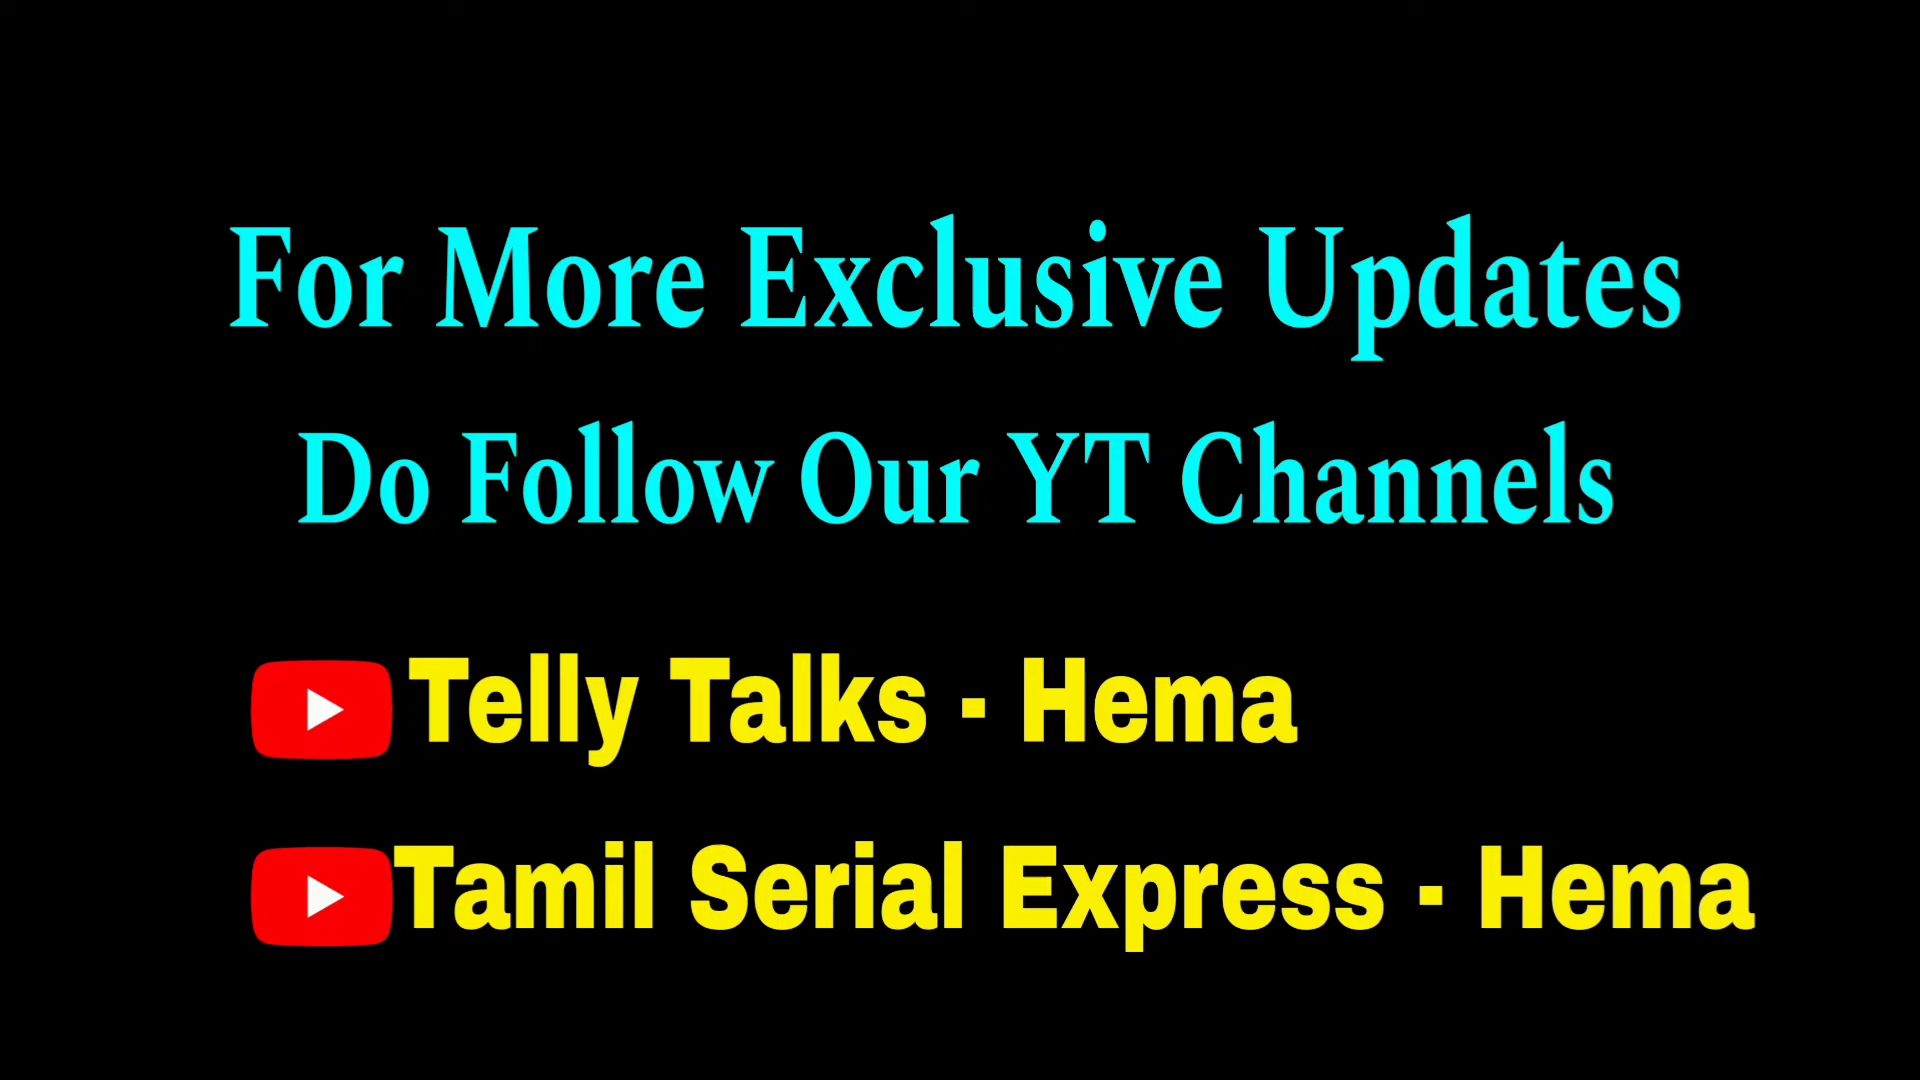 For More Exclusive Updates
Do Follow Our YT Channels
Telly Talks - Hema
Tamil Serial Express - Hema